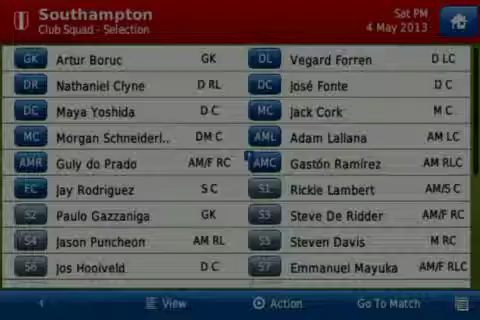 Southampton
Club Squad - Selection
Sat PM
4 May 2013
GK Artur Boruc GK
DL Vegard Forren D LC
DR Nathaniel Clyne D RL
DC José Fonte D C
DC Maya Yoshida D C
MC Jack Cork M C
MC Morgan Schneiderl.. DM C
AML Adam Lallana AM LC
AMR Guly do Prado AM/F RC
AMC Gastón Ramírez AM RLC
FC Jay Rodriguez S C
S1 Rickie Lambert AM/S C
S2 Paulo Gazzaniga GK
S3 Steve De Ridder AM/F RC
S4 Jason Puncheon AM RL
S5 Steven Davis M RC
S6 Jos Hooiveld D C
S7 Emmanuel Mayuka AM/F RLC
View
Action
Go To Match